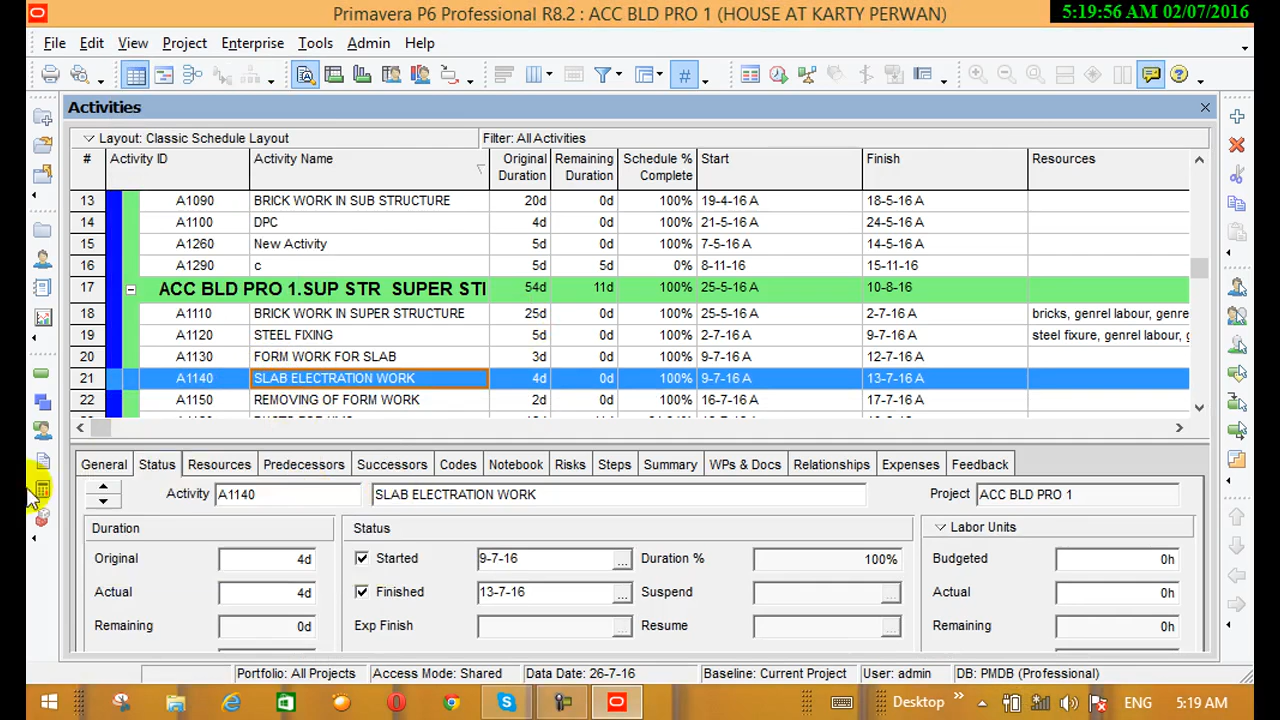 Primavera P6 Professional R8.2 : ACC BLD PRO 1 (HOUSE AT KARTY PERWAN)
5:19:56 AM 02/07/2016
File Edit View Project Enterprise Tools Admin Help
Activities
Layout: Classic Schedule Layout Filter: All Activities
# Activity ID Activity Name Original Duration Remaining Duration Schedule % Complete Start Finish Resources
13 A1090 BRICK WORK IN SUB STRUCTURE 20d 0d 100% 19-4-16 A 18-5-16 A
14 A1100 DPC 4d 0d 100% 21-5-16 A 24-5-16 A
15 A1260 New Activity 5d 0d 100% 7-5-16 A 14-5-16 A
16 A1290 c 5d 5d 0% 8-11-16 15-11-16
17 ACC BLD PRO 1.SUP STR SUPER STI 54d 11d 100% 25-5-16 A 10-8-16
18 A1110 BRICK WORK IN SUPER STRUCTURE 25d 0d 100% 25-5-16 A 2-7-16 A bricks, genrel labour, genre
19 A1120 STEEL FIXING 5d 0d 100% 2-7-16 A 9-7-16 A steel fixure, genrel labour, g
20 A1130 FORM WORK FOR SLAB 3d 0d 100% 9-7-16 A 12-7-16 A
21 A1140 SLAB ELECTRATION WORK 4d 0d 100% 9-7-16 A 13-7-16 A
22 A1150 REMOVING OF FORM WORK 2d 0d 100% 16-7-16 A 17-7-16 A
General Status Resources Predecessors Successors Codes Notebook Risks Steps Summary WPs & Docs Relationships Expenses Feedback
Activity A1140 SLAB ELECTRATION WORK Project ACC BLD PRO 1
Duration Status Labor Units
Original 4d Started 9-7-16 ... Duration % 100% Budgeted 0h
Actual 4d Finished 13-7-16 ... Suspend ... Actual 0h
Remaining 0d Exp Finish ... Resume ... Remaining 0h
Portfolio: All Projects Access Mode: Shared Data Date: 26-7-16 Baseline: Current Project User: admin DB: PMDB (Professional)
Desktop ENG 5:19 AM